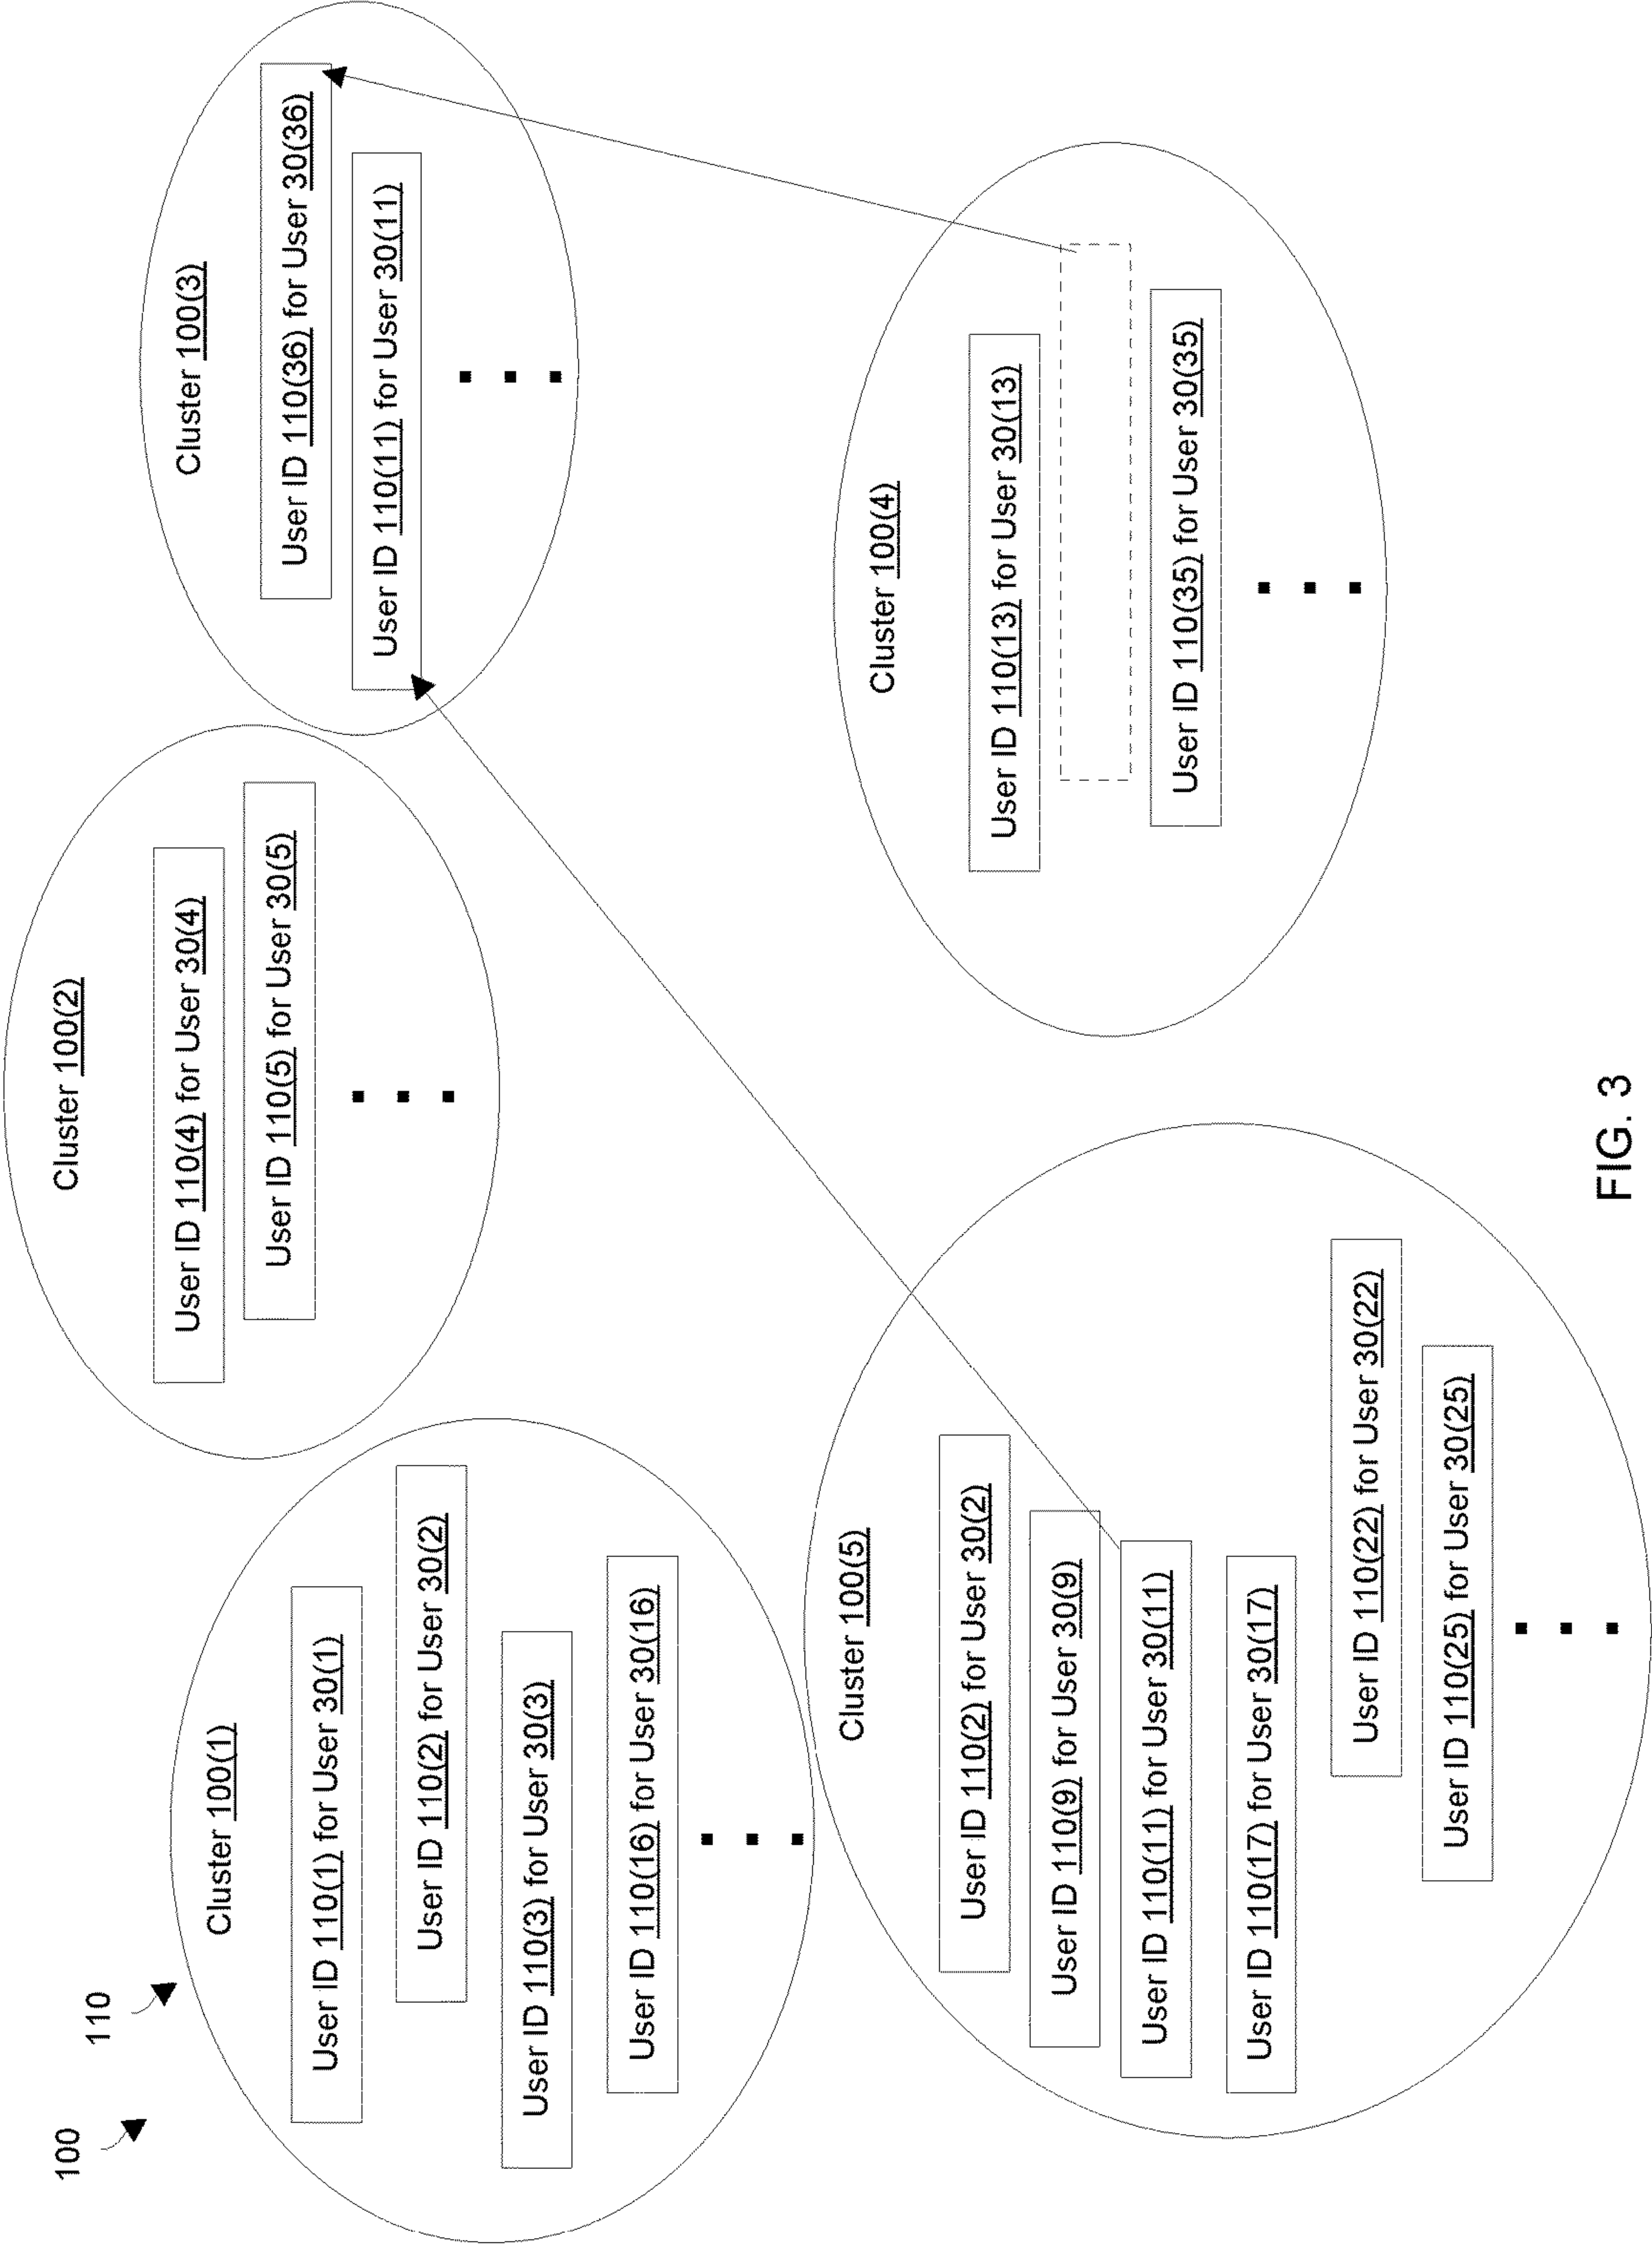 100
110
Cluster 100(1)
User ID 110(1) for User 30(1)
User ID 110(2) for User 30(2)
User ID 110(3) for User 30(3)
User ID 110(16) for User 30(16)
Cluster 100(2)
User ID 110(4) for User 30(4)
User ID 110(5) for User 30(5)
Cluster 100(3)
User ID 110(36) for User 30(36)
User ID 110(11) for User 30(11)
Cluster 100(5)
User ID 110(2) for User 30(2)
User ID 110(9) for User 30(9)
User ID 110(11) for User 30(11)
User ID 110(17) for User 30(17)
User ID 110(22) for User 30(22)
User ID 110(25) for User 30(25)
Cluster 100(4)
User ID 110(13) for User 30(13)
User ID 110(35) for User 30(35)
FIG. 3